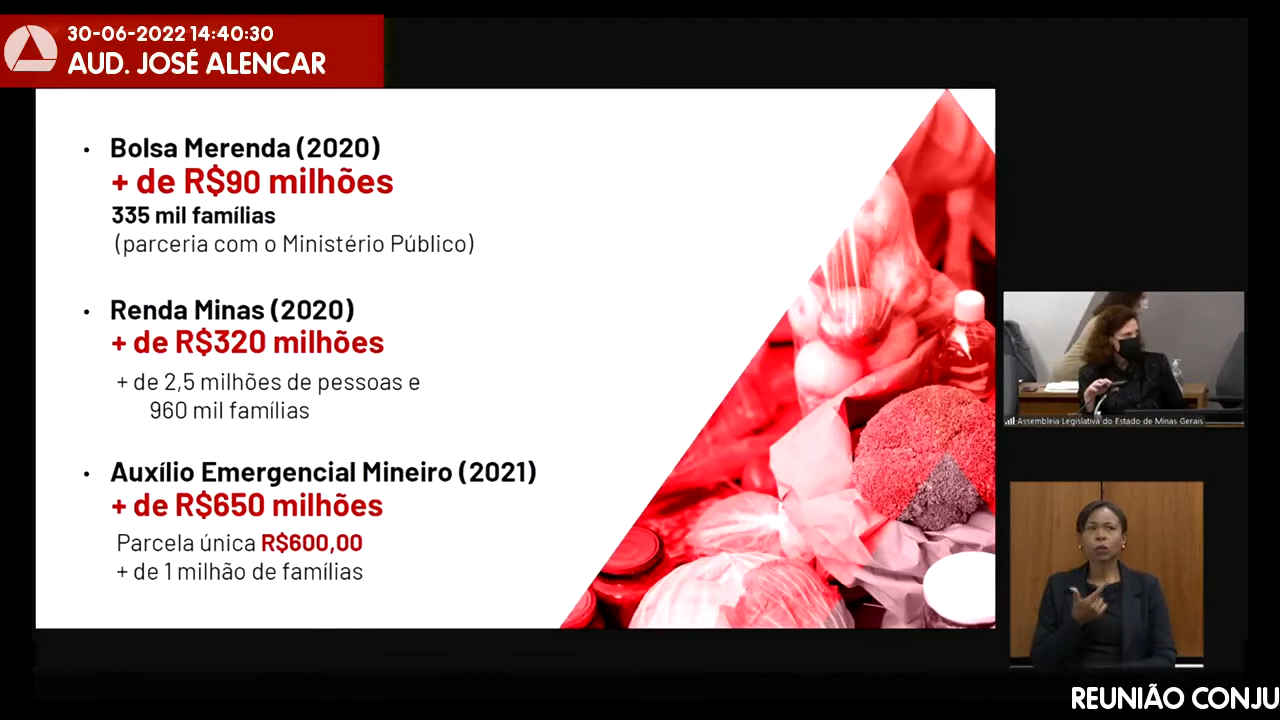 30-06-2022 14:40:30
AUD. JOSÉ ALENCAR
• Bolsa Merenda (2020)
+ de R$90 milhões
335 mil famílias
(parceria com o Ministério Público)
• Renda Minas (2020)
+ de R$320 milhões
+ de 2,5 milhões de pessoas e
960 mil famílias
• Auxílio Emergencial Mineiro (2021)
+ de R$650 milhões
Parcela única R$600,00
+ de 1 milhão de famílias
Assembleia Legislativa do Estado de Minas Gerais
REUNIÃO CONJU